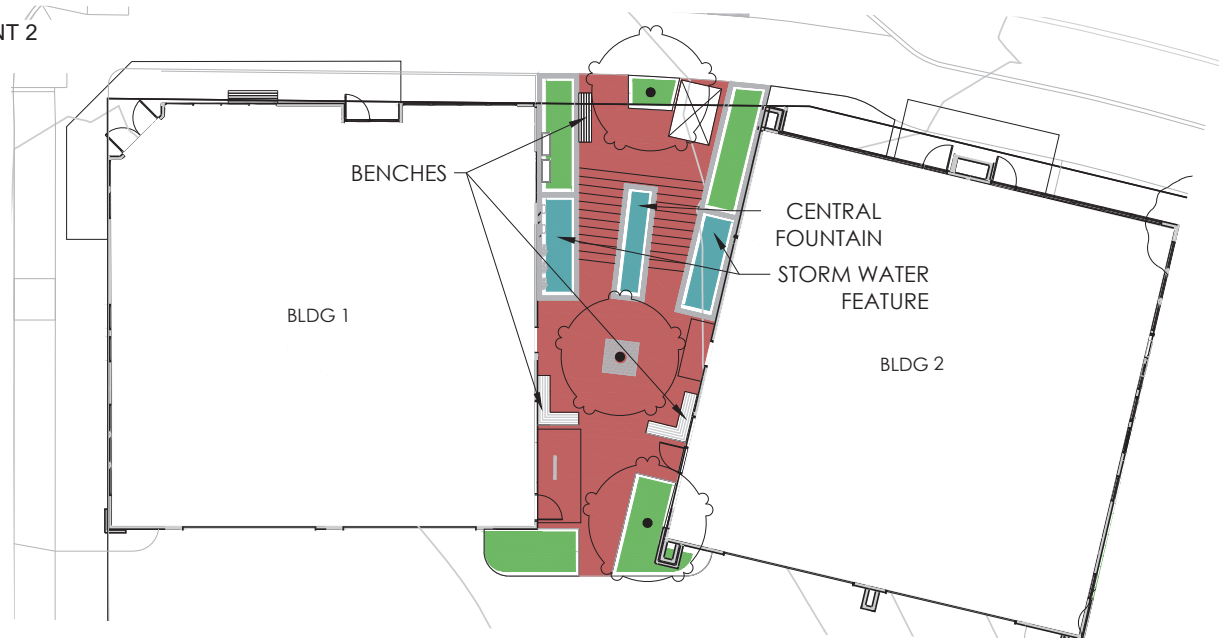 NT 2
BENCHES
CENTRAL
FOUNTAIN
STORM WATER
FEATURE
BLDG 1
BLDG 2